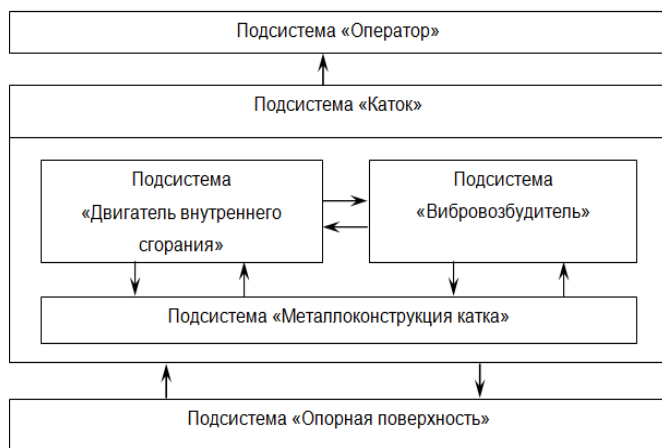 Подсистема «Оператор»
Подсистема «Каток»
Подсистема
«Двигатель внутреннего
сгорания»
Подсистема
«Вибровозбудитель»
Подсистема «Металлоконструкция катка»
Подсистема «Опорная поверхность»